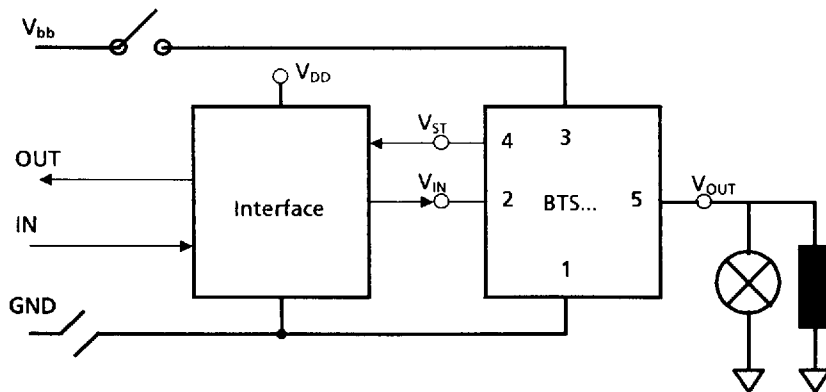 Vbb
VDD
VST
OUT
4
3
VIN
VOUT
Interface
2
BTS...
5
IN
1
GND